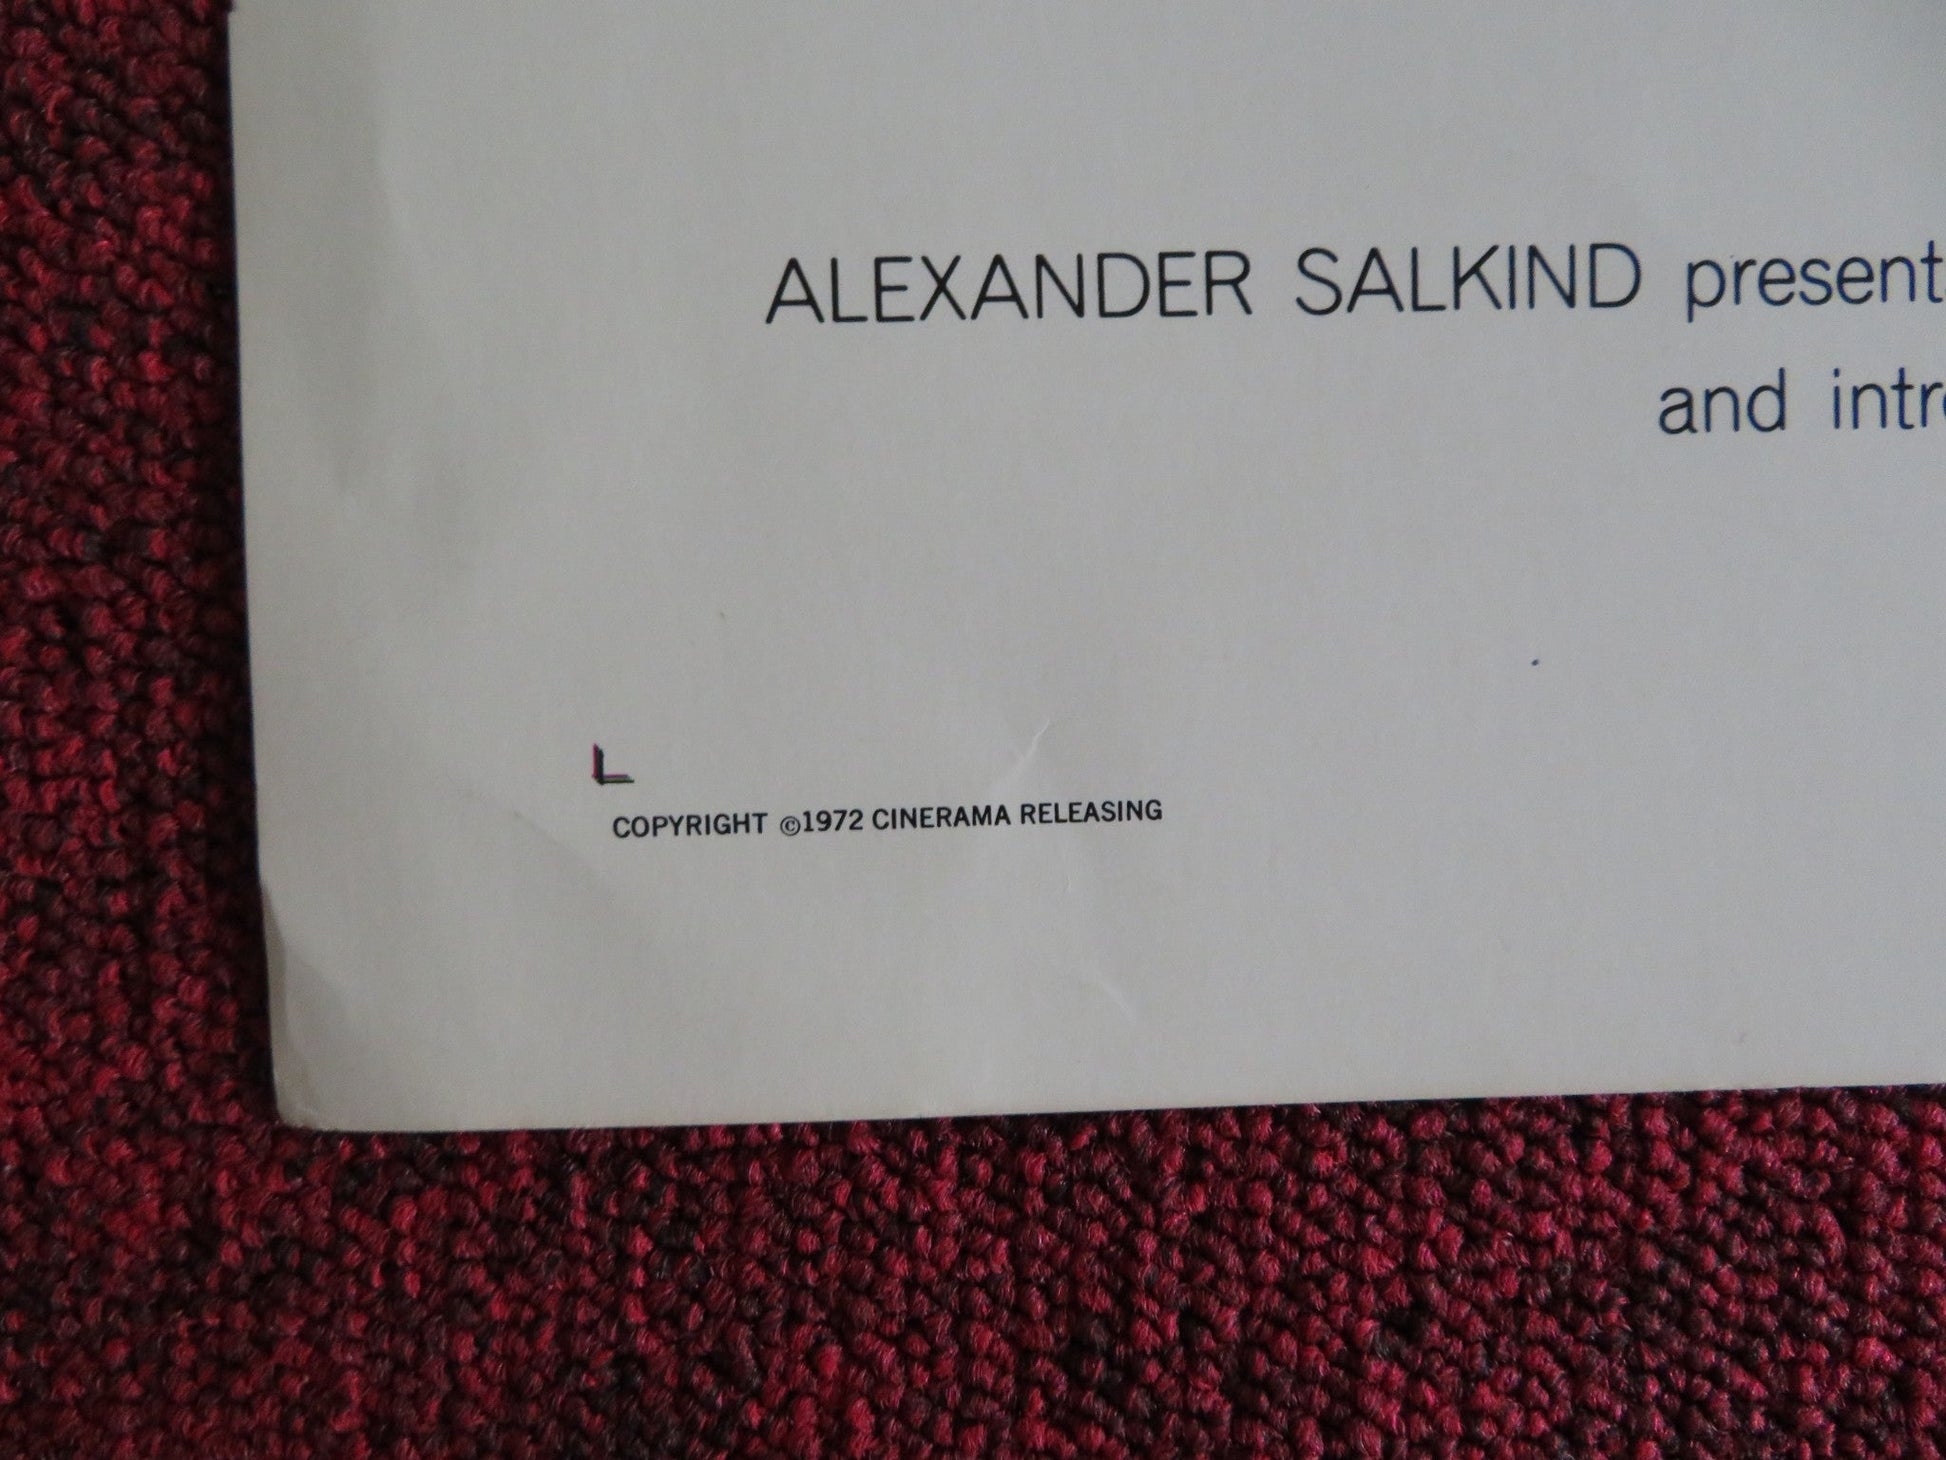 ALEXANDER SALKIND present
and intr
COPYRIGHT ©1972 CINERAMA RELEASING